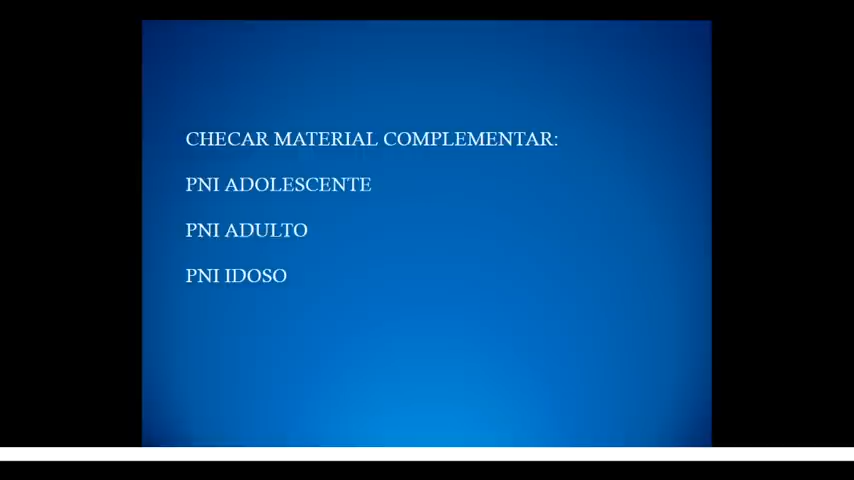 CHECAR MATERIAL COMPLEMENTAR:
PNI ADOLESCENTE
PNI ADULTO
PNI IDOSO